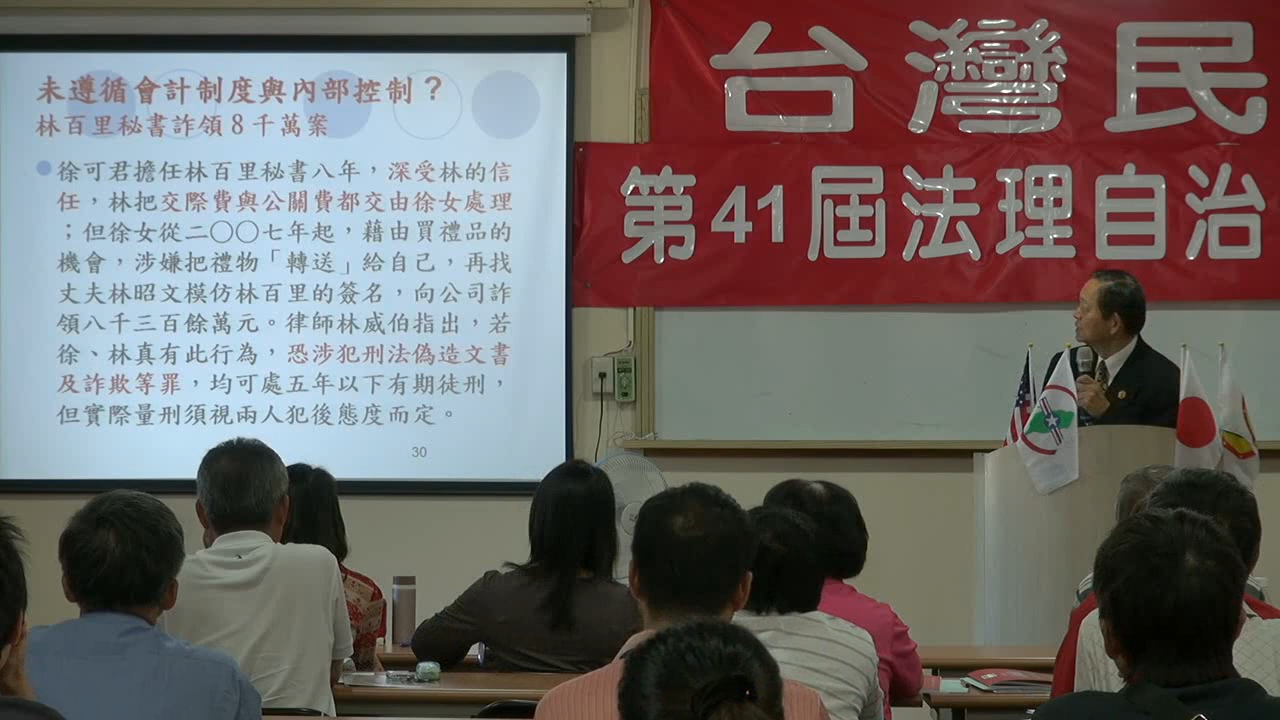 未遵循會計制度與內部控制？
林百里秘書詐領8千萬案
徐可君擔任林百里秘書八年，深受林的信
任，林把交際費與公關費都交由徐女處理
；但徐女從二〇〇七年起，藉由買禮品的
機會，涉嫌把禮物「轉送」給自己，再找
丈夫林昭文模仿林百里的簽名，向公司詐
領八千三百餘萬元。律師林威伯指出，若
徐、林真有此行為，恐涉犯刑法偽造文書
及詐欺等罪，均可處五年以下有期徒刑，
但實際量刑須視兩人犯後態度而定。
30
台灣民
第41屆法理自治